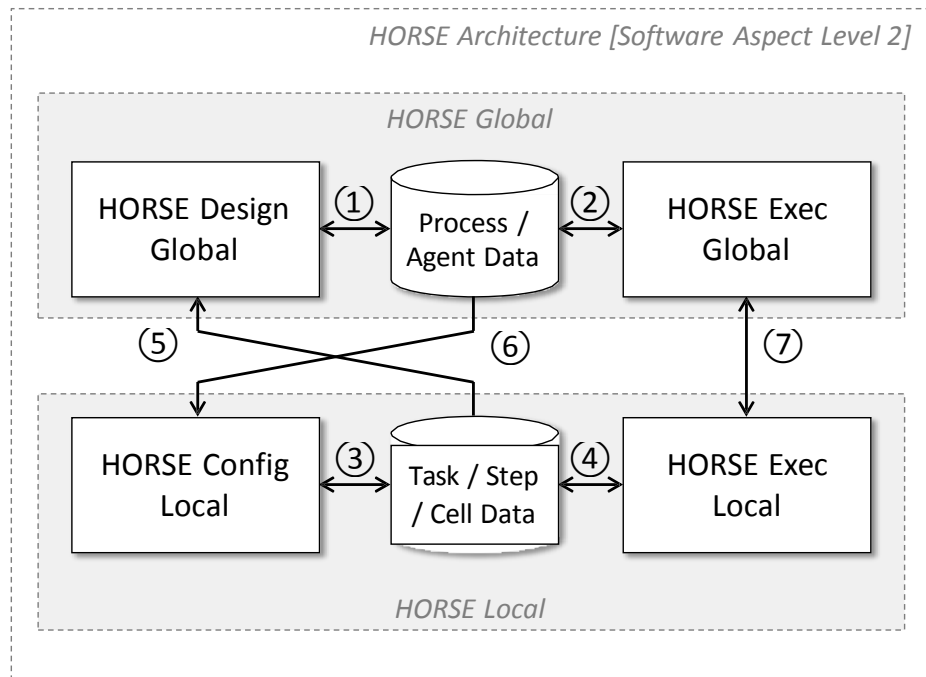 HORSE Architecture [Software Aspect Level 2]
HORSE Global
HORSE Design
Global
①
Process /
Agent Data
②
HORSE Exec
Global
⑤
⑥
⑦
HORSE Config
Local
③
Task / Step
/ Cell Data
④
HORSE Exec
Local
HORSE Local